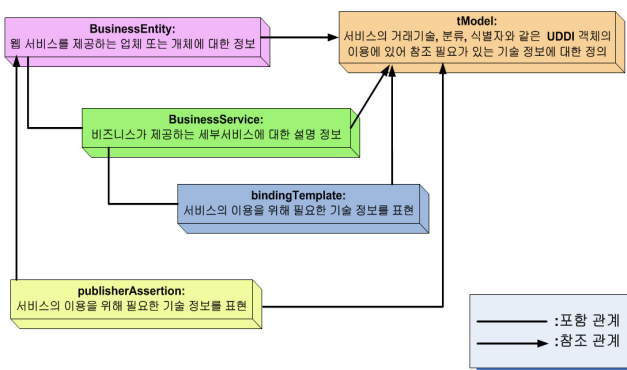 BusinessEntity:
웹 서비스를 제공하는 업체 또는 개체에 대한 정보
tModel:
서비스의 거래기술, 분류, 식별자와 같은 UDDI 객체의
이용에 있어 참조 필요가 있는 기술 정보에 대한 정의
BusinessService:
비즈니스가 제공하는 세부서비스에 대한 설명 정보
bindingTemplate:
서비스의 이용을 위해 필요한 기술 정보를 표현
publisherAssertion:
서비스의 이용을 위해 필요한 기술 정보를 표현
:포함 관계
:참조 관계